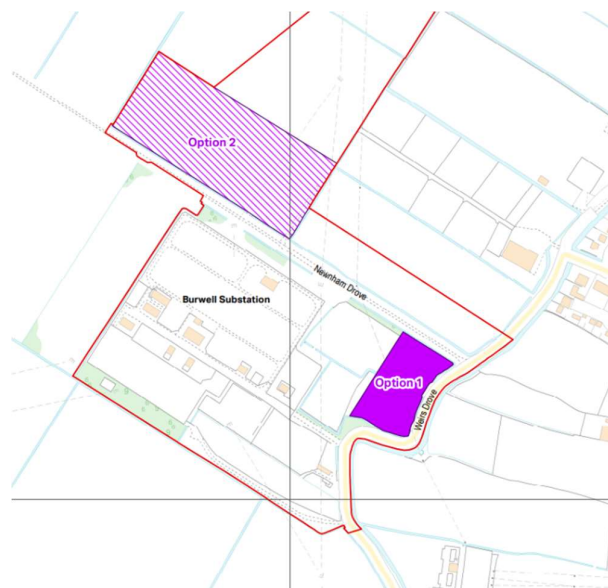 Option 2
Newnham Drove
Burwell Substation
Option 1
Weirs Drove